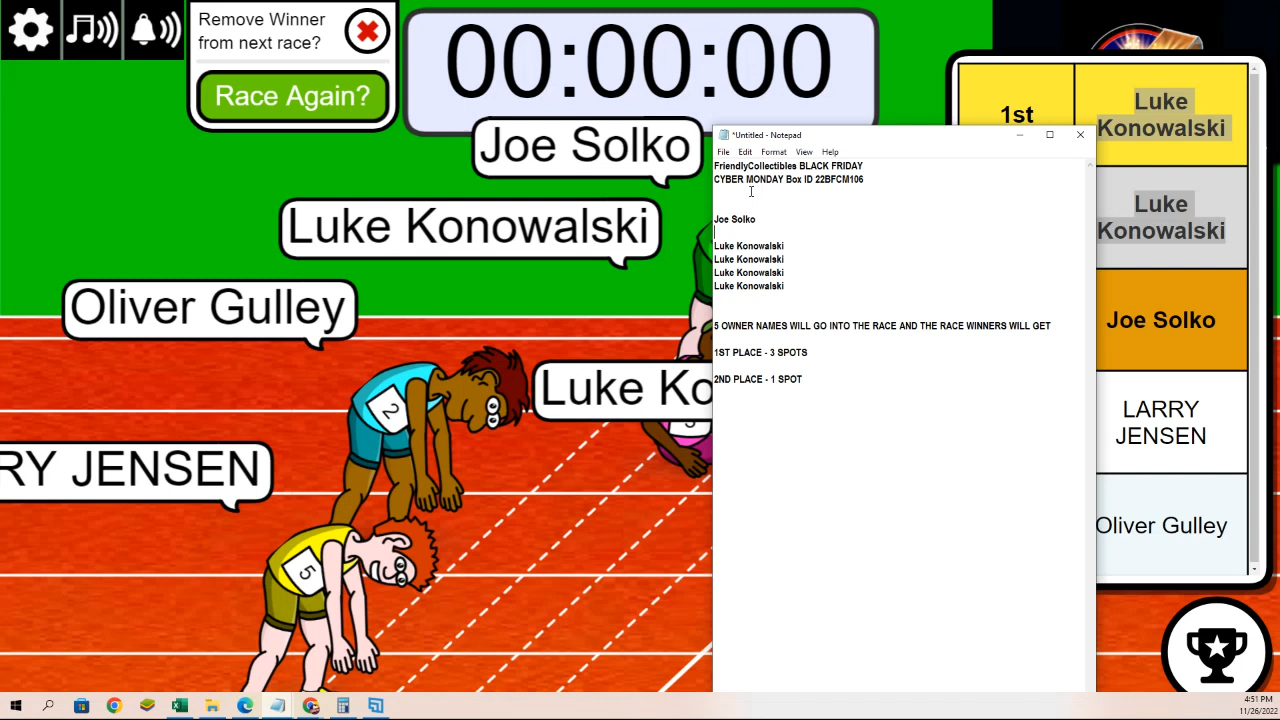 Remove Winner
from next race?
Race Again?
00:00:00
Joe Solko
Luke Konowalski
Oliver Gulley
Luke Ko
RY JENSEN
2
5
1st
Luke
Konowalski
Luke
Konowalski
Joe Solko
LARRY
JENSEN
Oliver Gulley
*Untitled - Notepad
File Edit Format View Help
FriendlyCollectibles BLACK FRIDAY
CYBER MONDAY Box ID 22BFCM106
Joe Solko
Luke Konowalski
Luke Konowalski
Luke Konowalski
Luke Konowalski
5 OWNER NAMES WILL GO INTO THE RACE AND THE RACE WINNERS WILL GET
1ST PLACE - 3 SPOTS
2ND PLACE - 1 SPOT
4:51 PM
11/26/2022